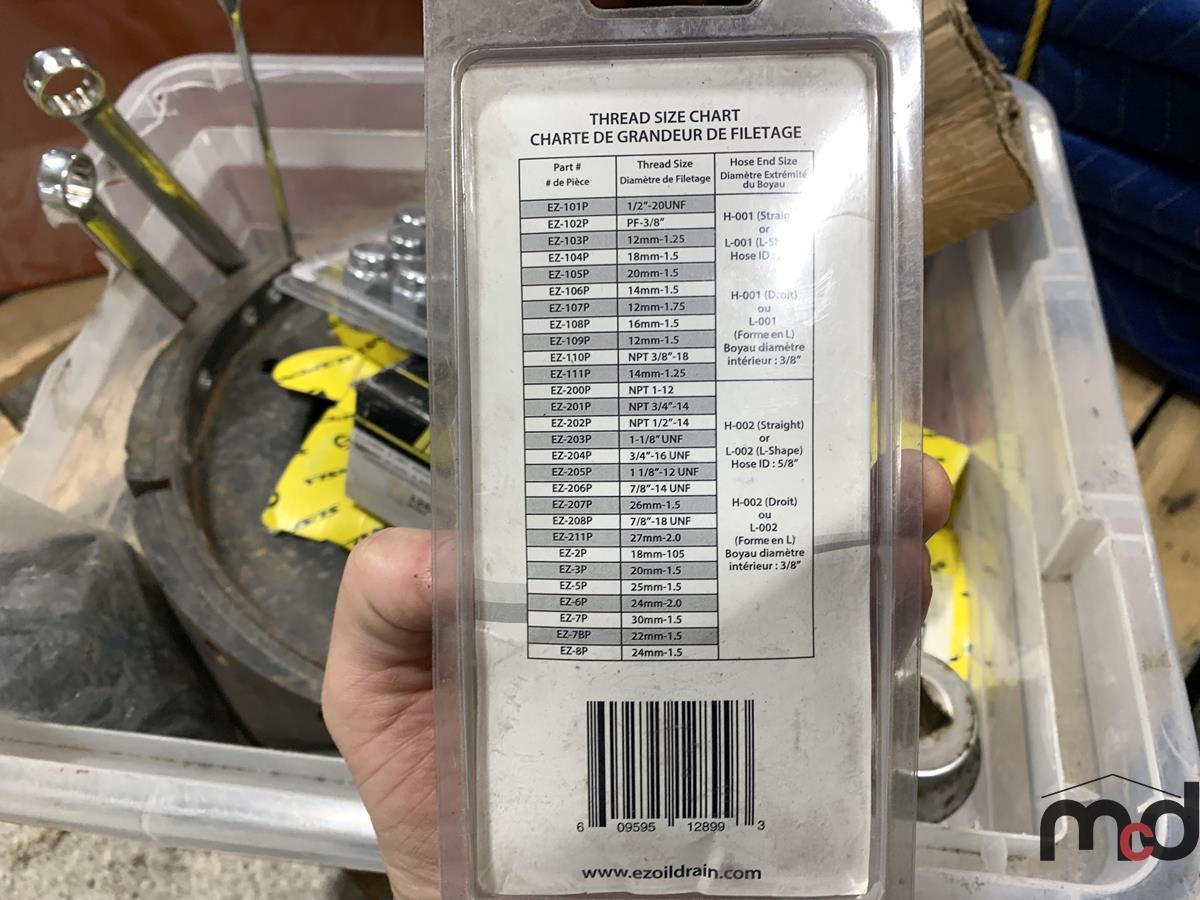 THREAD SIZE CHART
CHARTE DE GRANDEUR DE FILETAGE
Part # Thread Size Hose End Size
# de Pièce Diamètre de Filetage Diamètre Extrémité
du Boyau
EZ-101P 1/2”-20UNF
EZ-102P PF-3/8”
EZ-103P 12mm-1.25
EZ-104P 18mm-1.5
EZ-105P 20mm-1.5
EZ-106P 14mm-1.5
EZ-107P 12mm-1.75
EZ-108P 16mm-1.5
EZ-109P 12mm-1.5
EZ-110P NPT 3/8”-18
EZ-111P 14mm-1.25
H-001 (Straig
or
L-001 (L-Sh
Hose ID :
H-001 (Droit)
ou
L-001
(Forme en L)
Boyau diamètre
intérieur : 3/8”
EZ-200P NPT 1-12
EZ-201P NPT 3/4”-14
EZ-202P NPT 1/2”-14
EZ-203P 1-1/8” UNF
EZ-204P 3/4”-16 UNF
EZ-205P 1 1/8”-12 UNF
EZ-206P 7/8”-14 UNF
EZ-207P 26mm-1.5
EZ-208P 7/8”-18 UNF
EZ-211P 27mm-2.0
EZ-2P 18mm-105
EZ-3P 20mm-1.5
EZ-5P 25mm-1.5
EZ-6P 24mm-2.0
EZ-7P 30mm-1.5
EZ-7BP 22mm-1.5
EZ-8P 24mm-1.5
H-002 (Straight)
or
L-002 (L-Shape)
Hose ID : 5/8”
H-002 (Droit)
ou
L-002
(Forme en L)
Boyau diamètre
intérieur : 3/8”
6 09595 12899 3
www.ezoildrain.com
mcd